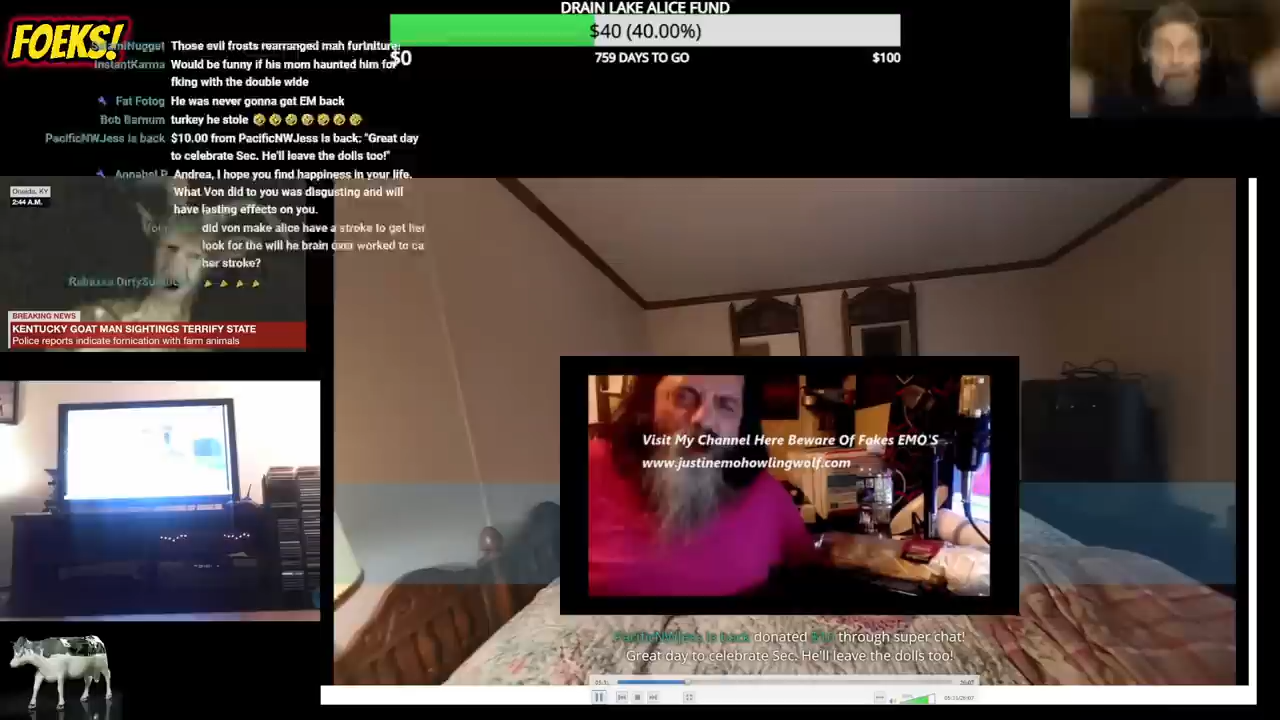 DRAIN LAKE ALICE FUND
FOEKS!
$40 (40.00%)
$0
759 DAYS TO GO
$100
Those evil frosts rearranged mah furtniture!
InstantKarma Would be funny if his mom haunted him for
fking with the double wide
Fat Fotog He was never gonna get EM back
Bob Barnum turkey he stole
PacificNWJess is back $10.00 from PacificNWJess is back: "Great day
to celebrate Sec. He'll leave the dolls too!"
Annabel P Andrea, I hope you find happiness in your life.
What Von did to you was disgusting and will
have lasting effects on you.
did von make alice have a stroke to get her
look for the will he brain over worked to ca
her stroke?
Oneida, KY
2:44 A.M.
BREAKING NEWS
KENTUCKY GOAT MAN SIGHTINGS TERRIFY STATE
Police reports indicate fornication with farm animals
Visit My Channel Here Beware Of Fakes EMO'S
www.justinemohowlingwolf.com
PacificNWJess is back donated $10 through super chat!
Great day to celebrate Sec. He'll leave the dolls too!